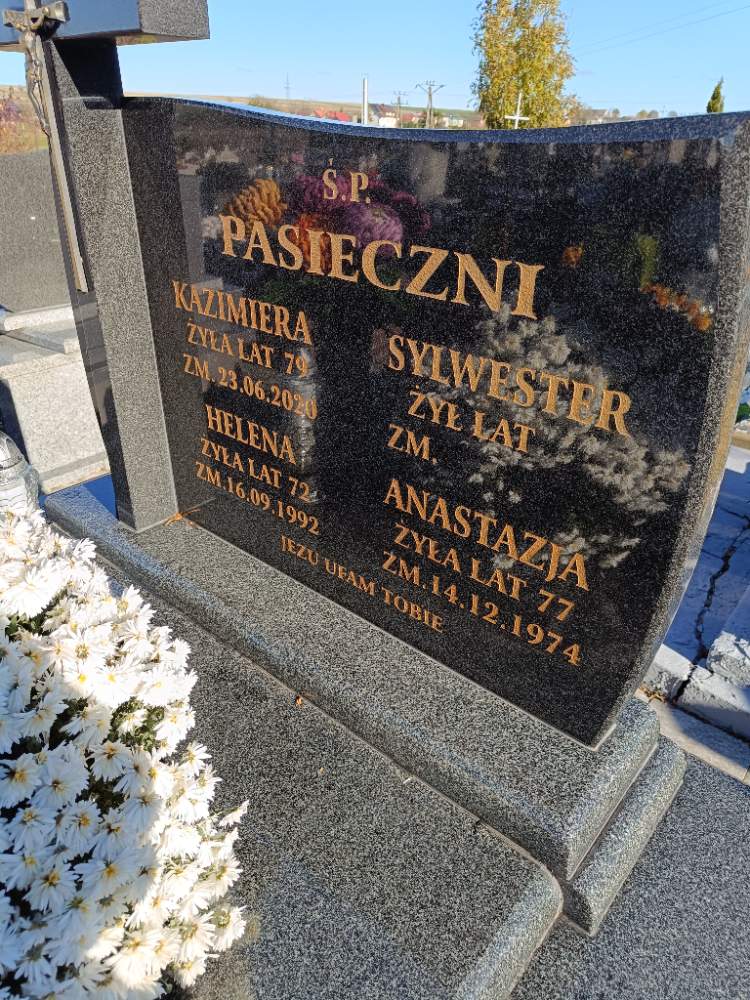 Ś.P.
PASIECZNI
KAZIMIERA
ŻYŁA LAT 79
ZM.23.06.2020
HELENA
ŻYŁA LAT 72
ZM.16.09.1992
SYLWESTER
ŻYŁ LAT
ZM.
ANASTAZJA
ŻYŁA LAT 77
ZM.14.12.1974
JEZU UFAM TOBIE